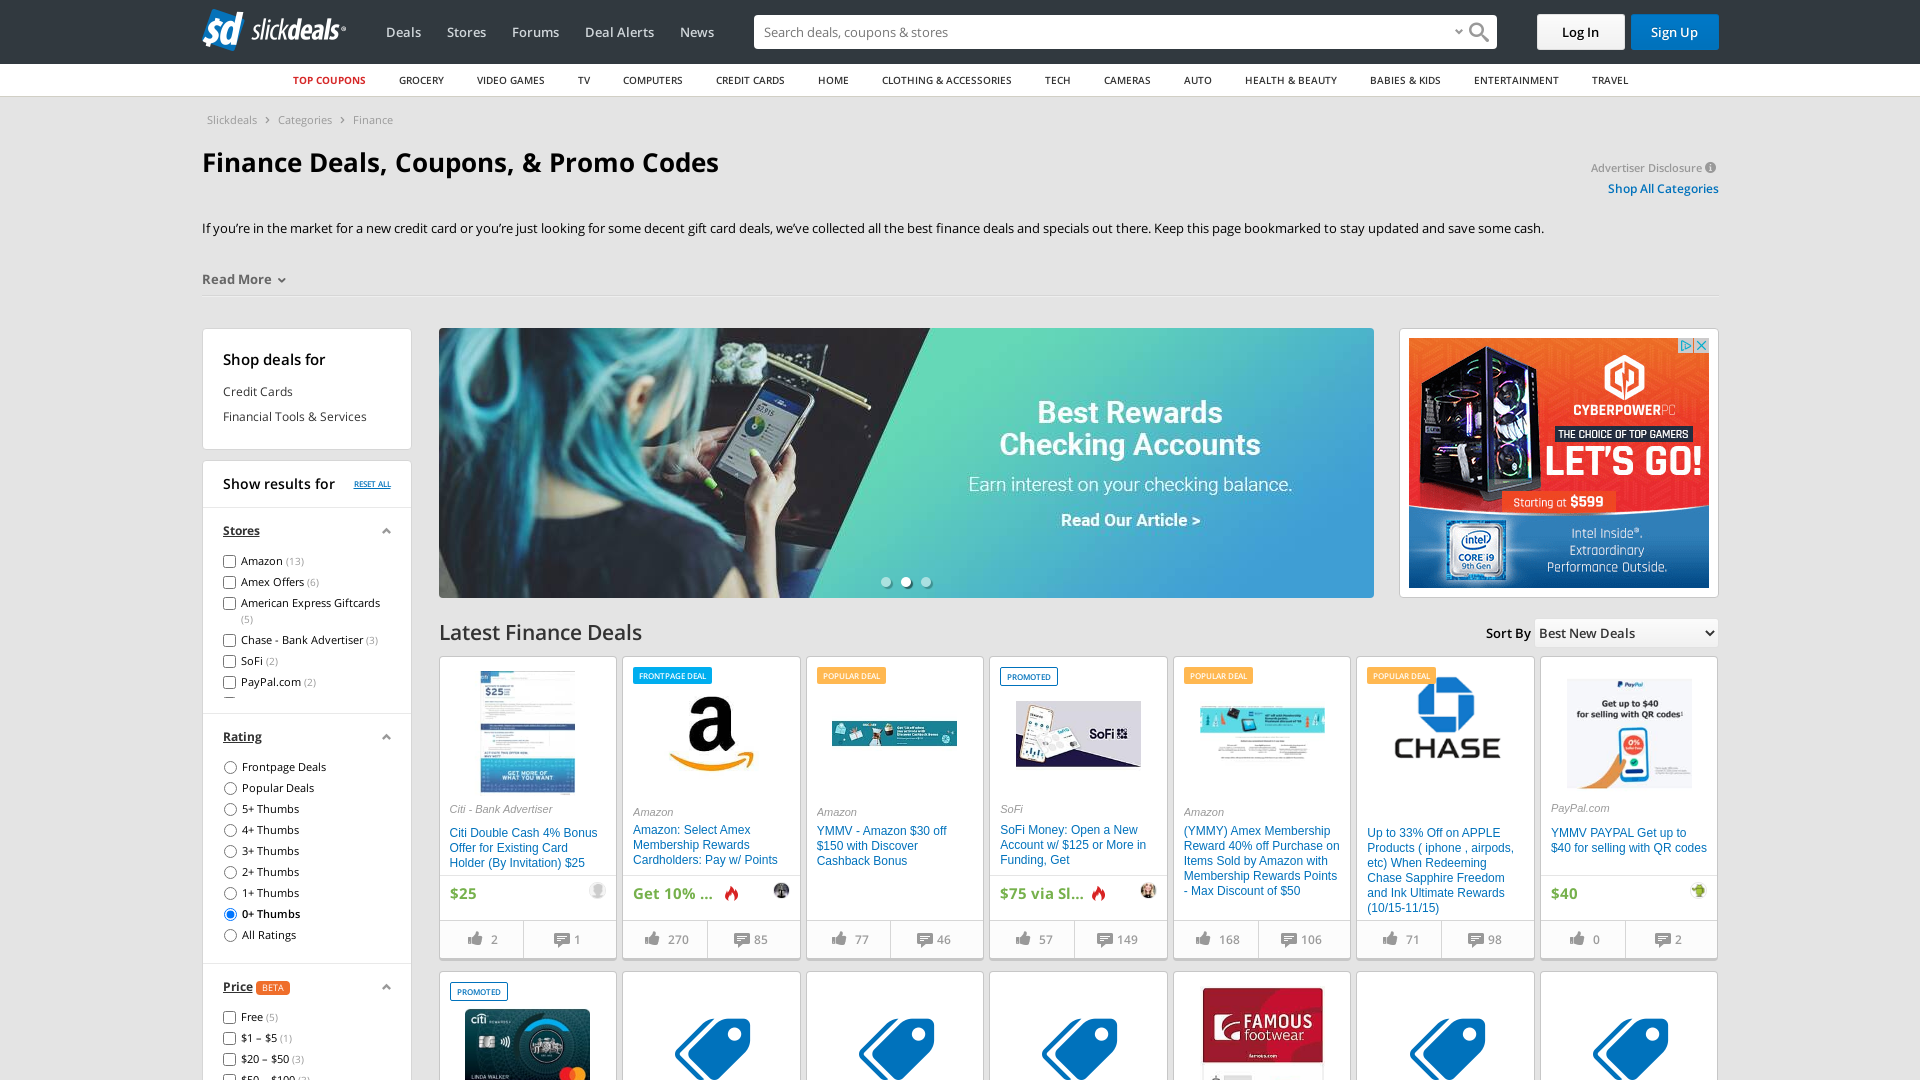 slickdeals
Deals
Stores
Forums
Deal Alerts
News
Search deals, coupons & stores
Log In
Sign Up
TOP COUPONS
GROCERY
VIDEO GAMES
TV
COMPUTERS
CREDIT CARDS
HOME
CLOTHING & ACCESSORIES
TECH
CAMERAS
AUTO
HEALTH & BEAUTY
BABIES & KIDS
ENTERTAINMENT
TRAVEL
Slickdeals > Categories > Finance
Finance Deals, Coupons, & Promo Codes
Advertiser Disclosure
Shop All Categories
If you’re in the market for a new credit card or you’re just looking for some decent gift card deals, we’ve collected all the best finance deals and specials out there. Keep this page bookmarked to stay updated and save some cash.
Read More
Shop deals for
Credit Cards
Financial Tools & Services
Show results for
RESET ALL
Stores
Amazon (13)
Amex Offers (6)
American Express Giftcards
(5)
Chase - Bank Advertiser (3)
SoFi (2)
PayPal.com (2)
Rating
Frontpage Deals
Popular Deals
5+ Thumbs
4+ Thumbs
3+ Thumbs
2+ Thumbs
1+ Thumbs
0+ Thumbs
All Ratings
Price BETA
Free (5)
$1 – $5 (1)
$20 – $50 (3)
$50 – $100 (2)
Best Rewards
Checking Accounts
Earn interest on your checking balance.
Read Our Article >
CYBERPOWERPC
THE CHOICE OF TOP GAMERS
LET'S GO!
Starting at $599
intel
CORE i9
9th Gen
Intel Inside®.
Extraordinary
Performance Outside.
Latest Finance Deals
Sort By
Best New Deals
$25
GET MORE OF
WHAT YOU WANT
Citi - Bank Advertiser
Citi Double Cash 4% Bonus
Offer for Existing Card
Holder (By Invitation) $25
$25
2
1
FRONTPAGE DEAL
a
Amazon
Amazon: Select Amex
Membership Rewards
Cardholders: Pay w/ Points
Get 10% ...
270
85
POPULAR DEAL
Amazon
YMMV - Amazon $30 off
$150 with Discover
Cashback Bonus
77
46
PROMOTED
SoFi
SoFi
SoFi Money: Open a New
Account w/ $125 or More in
Funding, Get
$75 via Sl...
57
149
POPULAR DEAL
Amazon
(YMMY) Amex Membership
Reward 40% off Purchase on
Items Sold by Amazon with
Membership Rewards Points
- Max Discount of $50
168
106
POPULAR DEAL
CHASE
Up to 33% Off on APPLE
Products ( iphone , airpods,
etc) When Redeeming
Chase Sapphire Freedom
and Ink Ultimate Rewards
(10/15-11/15)
71
98
PayPal
Get up to $40
for selling with QR codes
0%
PayPal.com
YMMV PAYPAL Get up to
$40 for selling with QR codes
$40
0
2
PROMOTED
citi
LINDA WALKER
FAMOUS
footwear.
famous.com